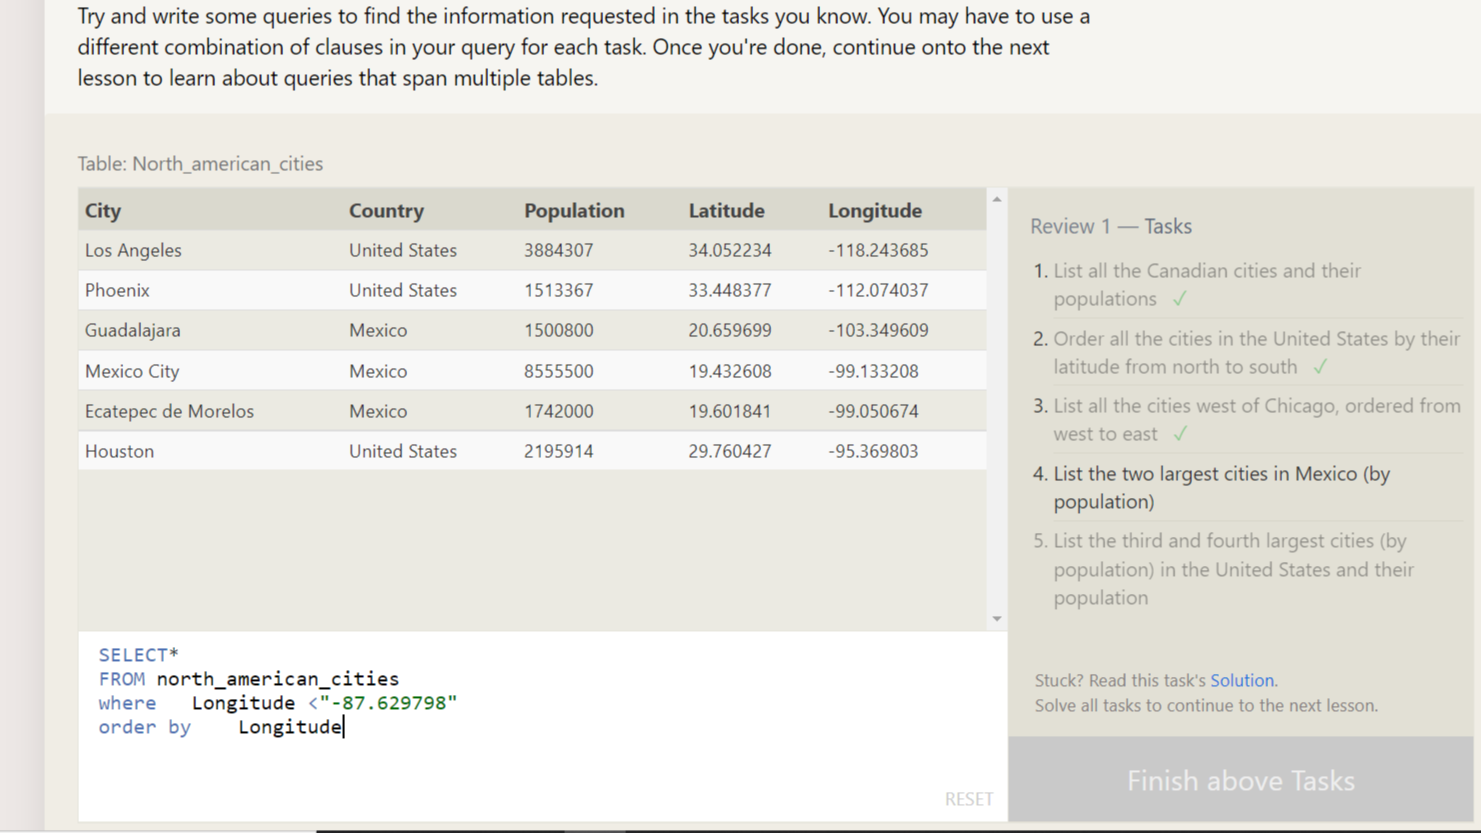 Try and write some queries to find the information requested in the tasks you know. You may have to use a
different combination of clauses in your query for each task. Once you're done, continue onto the next
lesson to learn about queries that span multiple tables.
Table: North_american_cities
City Country Population Latitude Longitude
Los Angeles United States 3884307 34.052234 -118.243685
Phoenix United States 1513367 33.448377 -112.074037
Guadalajara Mexico 1500800 20.659699 -103.349609
Mexico City Mexico 8555500 19.432608 -99.133208
Ecatepec de Morelos Mexico 1742000 19.601841 -99.050674
Houston United States 2195914 29.760427 -95.369803
SELECT*
FROM north_american_cities
where Longitude <"-87.629798"
order by Longitude
RESET
Review 1 — Tasks
1. List all the Canadian cities and their
populations ✓
2. Order all the cities in the United States by their
latitude from north to south ✓
3. List all the cities west of Chicago, ordered from
west to east ✓
4. List the two largest cities in Mexico (by
population)
5. List the third and fourth largest cities (by
population) in the United States and their
population
Stuck? Read this task's Solution.
Solve all tasks to continue to the next lesson.
Finish above Tasks